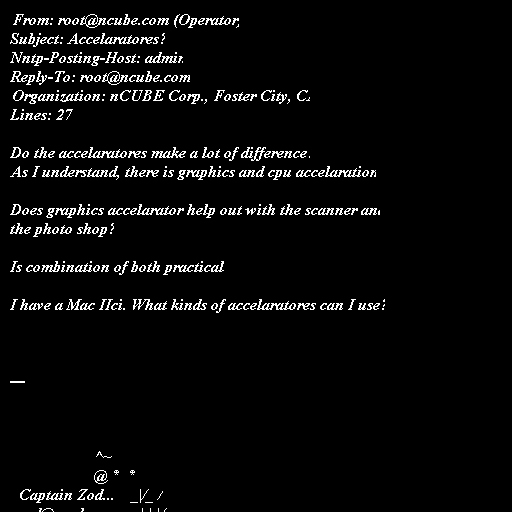 From: root@ncube.com (Operator)
Subject: Accelaratores?
Nntp-Posting-Host: admin
Reply-To: root@ncube.com
Organization: nCUBE Corp., Foster City, CA
Lines: 27
Do the accelaratores make a lot of difference.
As I understand, there is graphics and cpu accelaration
Does graphics accelarator help out with the scanner and
the photo shop?
Is combination of both practical
I have a Mac IIci. What kinds of accelaratores can I use?
__
^~
@ * *
Captain Zod... _|/_ /